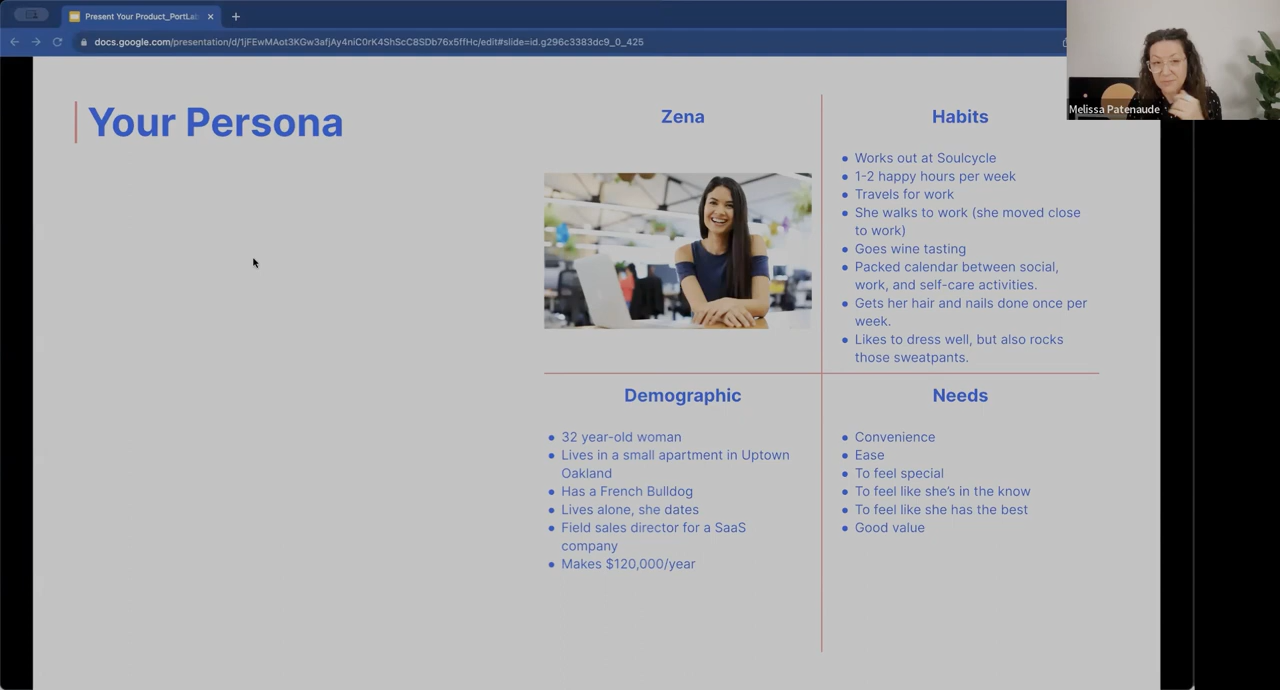 Present Your Product_PortLab
docs.google.com/presentation/d/1jFEwMAot3KGw3afjAy4niC0rK4ShScC8SDb76x5ffHc/edit#slide=id.g296c3383dc9_0_425
Melissa Patenaude
Your Persona
Zena
Habits
Works out at Soulcycle
1-2 happy hours per week
Travels for work
She walks to work (she moved close
to work)
Goes wine tasting
Packed calendar between social,
work, and self-care activities.
Gets her hair and nails done once per
week.
Likes to dress well, but also rocks
those sweatpants.
Demographic
32 year-old woman
Lives in a small apartment in Uptown
Oakland
Has a French Bulldog
Lives alone, she dates
Field sales director for a SaaS
company
Makes $120,000/year
Needs
Convenience
Ease
To feel special
To feel like she’s in the know
To feel like she has the best
Good value